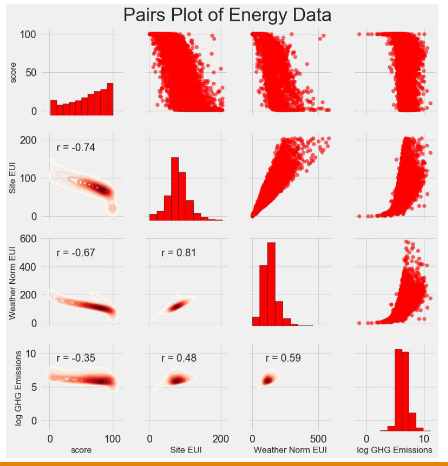 Pairs Plot of Energy Data
100
50
0
score
200
100
0
Site EUI
r = -0.74
600
400
200
0
Weather Norm EUI
r = -0.67
r = 0.81
10
5
0
log GHG Emissions
r = -0.35
r = 0.48
r = 0.59
0 100 0 200 0 500 0 10
score Site EUI Weather Norm EUI log GHG Emissions